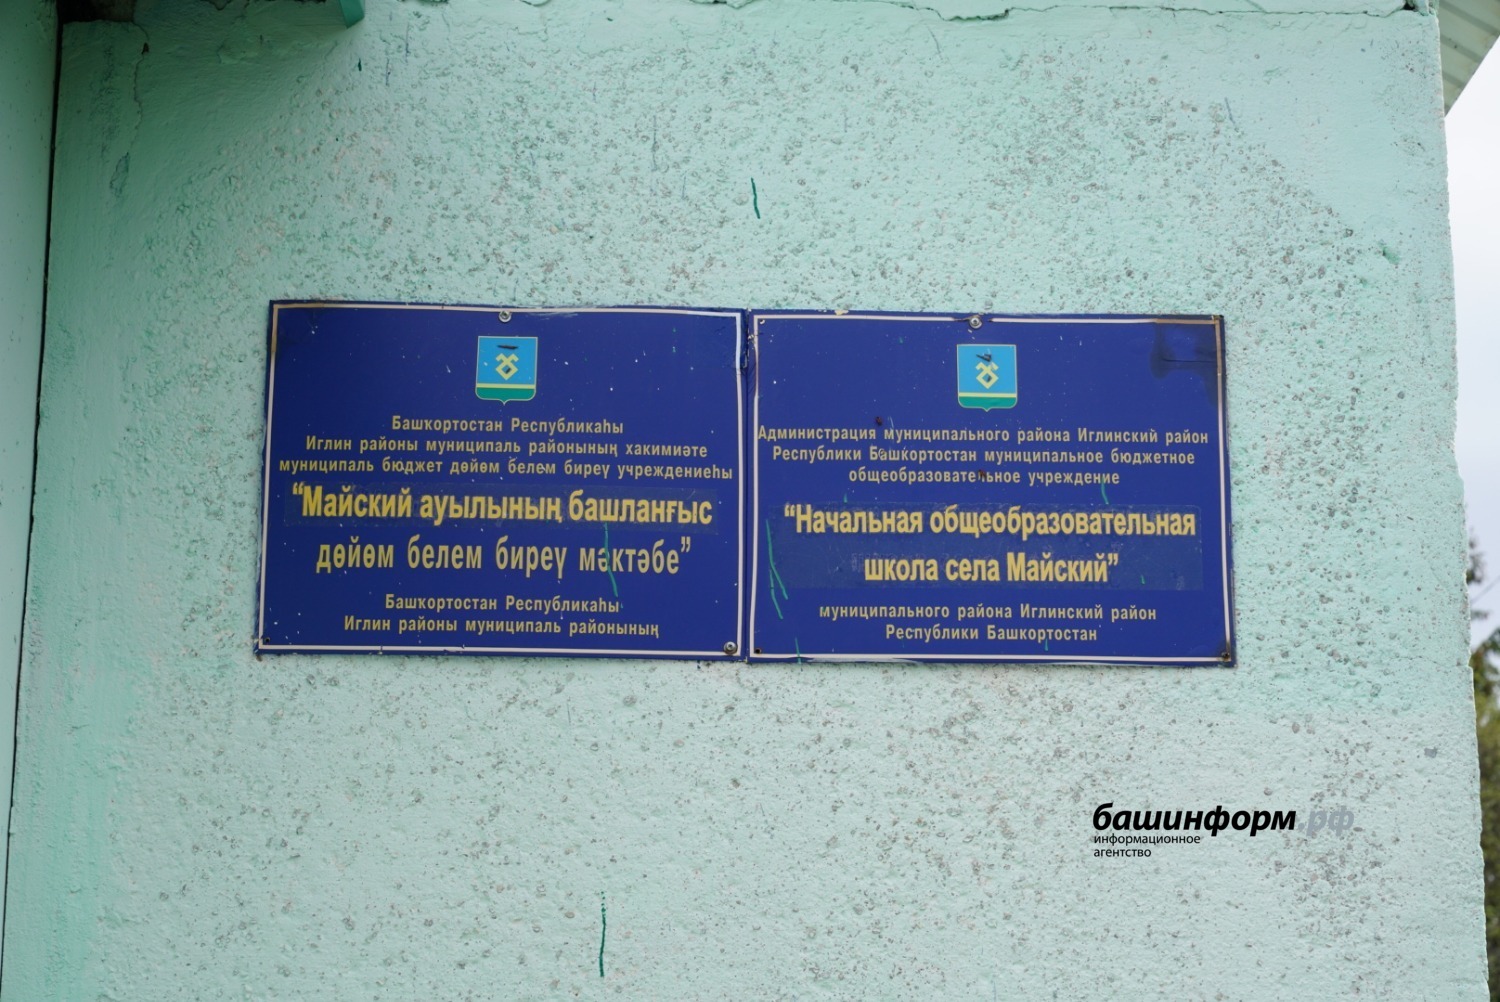 Башкортостан Республикаһы
Иглин районы муниципаль районының хакимиәте
муниципаль бюджет дөйөм белем биреү учреждениеһы
“Майский ауылының башланғыс
дөйөм белем биреү мәктәбе”
Башкортостан Республикаһы
Иглин районы муниципаль районының
Администрация муниципального района Иглинский район
Республики Башкортостан муниципальное бюджетное
общеобразовательное учреждение
“Начальная общеобразовательная
школа села Майский”
муниципального района Иглинский район
Республики Башкортостан
башинформ.рф
информационное
агентство